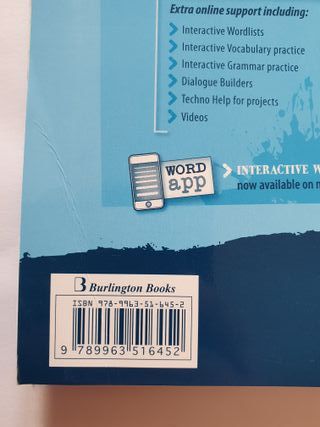 Extra online support including:
Interactive Wordlists
Interactive Vocabulary practice
Interactive Grammar practice
Dialogue Builders
Techno Help for projects
Videos
WORD
app
INTERACTIVE W
now available on m
Burlington Books
ISBN 978-9963-51-645-2
9 789963 516452